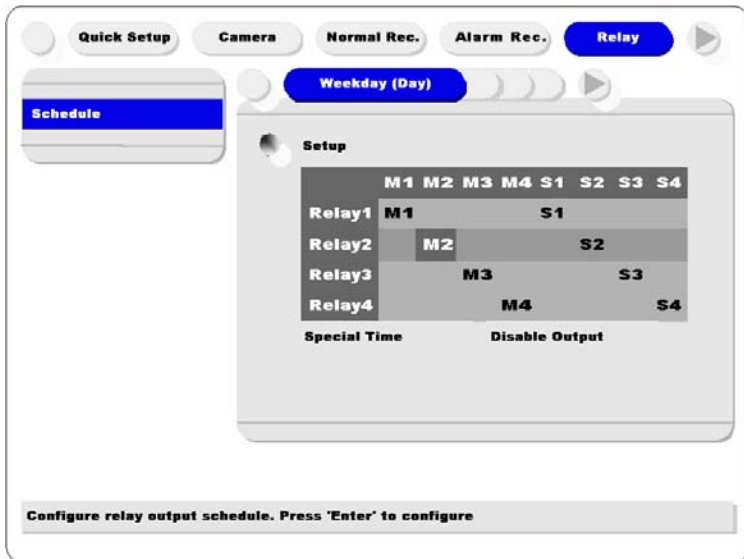 Quick Setup Camera Normal Rec. Alarm Rec. Relay
Weekday (Day)
Schedule
Setup
M1 M2 M3 M4 S1 S2 S3 S4
Relay1 M1 S1
Relay2 M2 S2
Relay3 M3 S3
Relay4 M4 S4
Special Time Disable Output
Configure relay output schedule. Press 'Enter' to configure